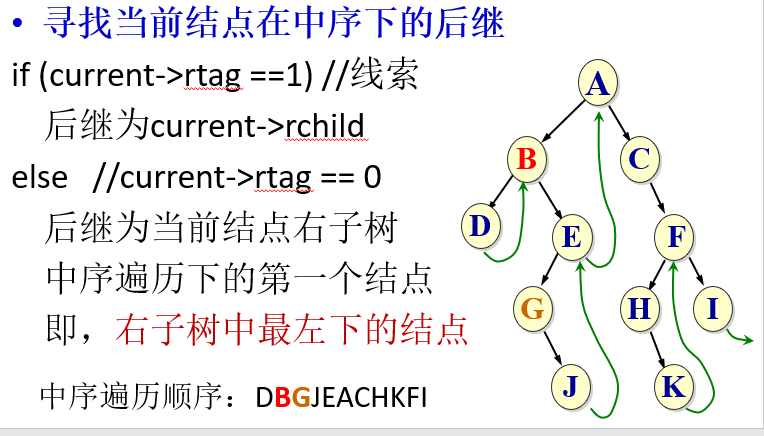 • 寻找当前结点在中序下的后继
if (current->rtag ==1) //线索
后继为current->rchild
else //current->rtag == 0
后继为当前结点右子树
中序遍历下的第一个结点
即，右子树中最左下的结点
中序遍历顺序：DBGJEACHKFI
A
B
C
D
E
F
G
H
I
J
K